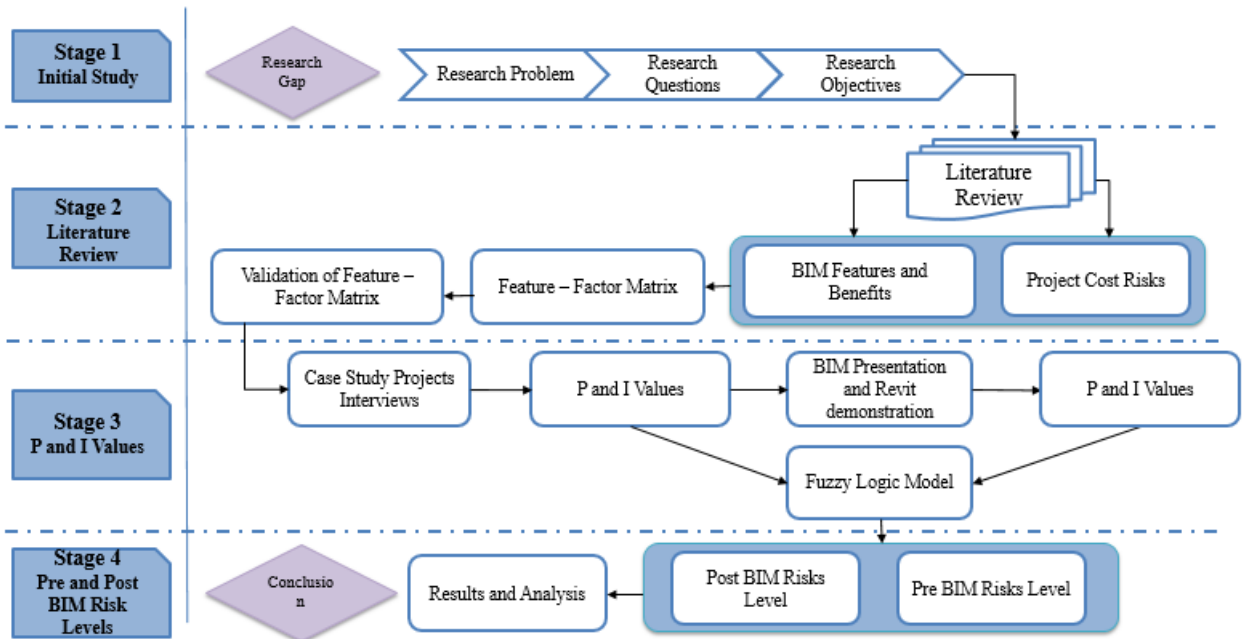 Stage 1
Initial Study
Research
Gap
Research Problem
Research
Questions
Research
Objectives
Stage 2
Literature
Review
Literature
Review
Validation of Feature –
Factor Matrix
Feature – Factor Matrix
BIM Features and
Benefits
Project Cost Risks
Stage 3
P and I Values
Case Study Projects
Interviews
P and I Values
BIM Presentation
and Revit
demonstration
P and I Values
Fuzzy Logic Model
Stage 4
Pre and Post
BIM Risk
Levels
Conclusio
n
Results and Analysis
Post BIM Risks
Level
Pre BIM Risks Level